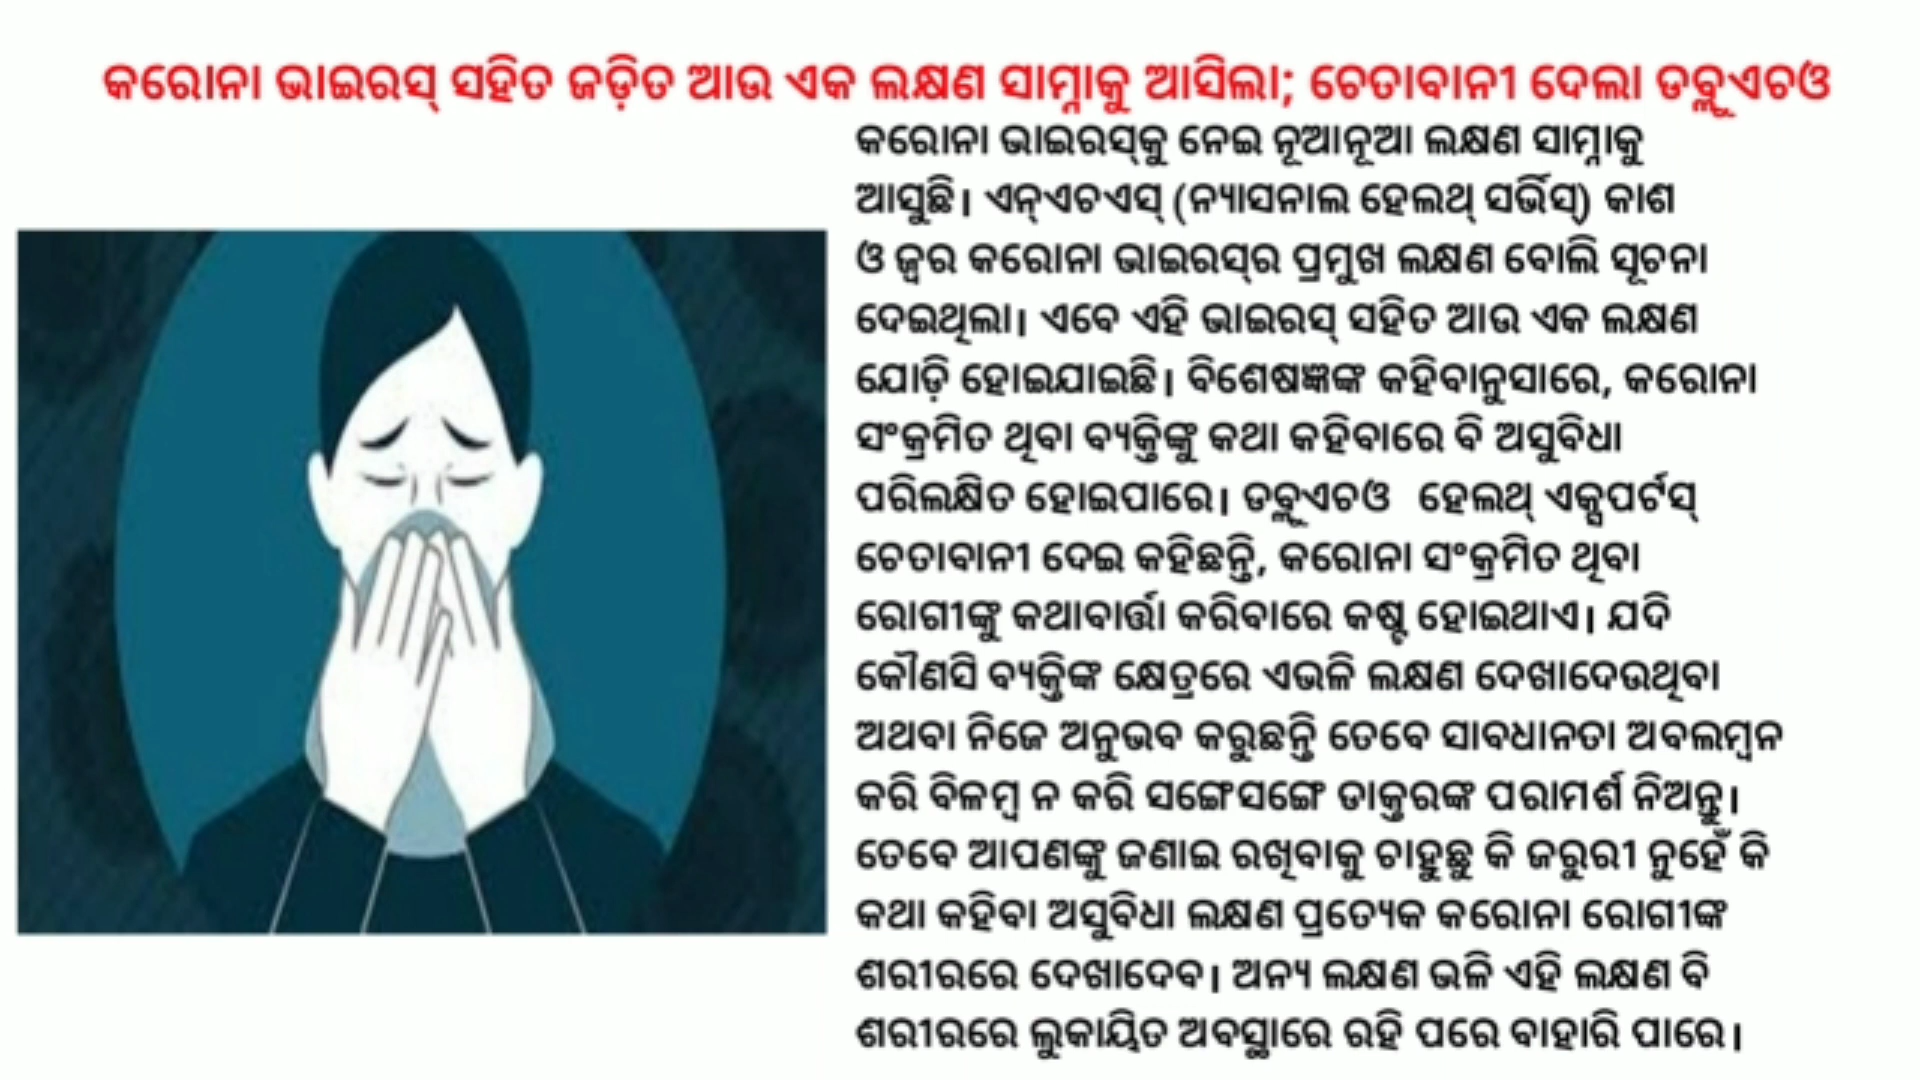 କରୋନା ଭାଇରସ୍ ସହିତ ଜଡ଼ିତ ଆଉ ଏକ ଲକ୍ଷଣ ସାମ୍ନାକୁ ଆସିଲା; ଚେତାବାନୀ ଦେଲା ଡବ୍ଲୁଏଚଓ
କରୋନା ଭାଇରସ୍‌କୁ ନେଇ ନୂଆନୂଆ ଲକ୍ଷଣ ସାମ୍ନାକୁ
ଆସୁଛି। ଏନ୍ଏଚଏସ୍ (ନ୍ୟାସନାଲ ହେଲଥ୍ ସର୍ଭିସ୍) କାଶ
ଓ ଜ୍ୱର କରୋନା ଭାଇରସ୍‌ର ପ୍ରମୁଖ ଲକ୍ଷଣ ବୋଲି ସୂଚନା
ଦେଇଥିଲା। ଏବେ ଏହି ଭାଇରସ୍ ସହିତ ଆଉ ଏକ ଲକ୍ଷଣ
ଯୋଡ଼ି ହୋଇଯାଇଛି। ବିଶେଷଜ୍ଞଙ୍କ କହିବାନୁସାରେ, କରୋନା
ସଂକ୍ରମିତ ଥିବା ବ୍ୟକ୍ତିଙ୍କୁ କଥା କହିବାରେ ବି ଅସୁବିଧା
ପରିଲକ୍ଷିତ ହୋଇପାରେ। ଡବ୍ଲୁଏଚଓ ହେଲଥ୍ ଏକ୍ସପର୍ଟସ୍
ଚେତାବାନୀ ଦେଇ କହିଛନ୍ତି, କରୋନା ସଂକ୍ରମିତ ଥିବା
ରୋଗୀଙ୍କୁ କଥାବାର୍ତ୍ତା କରିବାରେ କଷ୍ଟ ହୋଇଥାଏ। ଯଦି
କୌଣସି ବ୍ୟକ୍ତିଙ୍କ କ୍ଷେତ୍ରରେ ଏଭଳି ଲକ୍ଷଣ ଦେଖାଦେଉଥିବା
ଅଥବା ନିଜେ ଅନୁଭବ କରୁଛନ୍ତି ତେବେ ସାବଧାନତା ଅବଲମ୍ବନ
କରି ବିଳମ୍ବ ନ କରି ସଙ୍ଗେସଙ୍ଗେ ଡାକ୍ତରଙ୍କ ପରାମର୍ଶ ନିଅନ୍ତୁ।
ତେବେ ଆପଣଙ୍କୁ ଜଣାଇ ରଖିବାକୁ ଚାହୁଛୁ କି ଜରୁରୀ ନୁହେଁ କି
କଥା କହିବା ଅସୁବିଧା ଲକ୍ଷଣ ପ୍ରତ୍ୟେକ କରୋନା ରୋଗୀଙ୍କ
ଶରୀରରେ ଦେଖାଦେବ। ଅନ୍ୟ ଲକ୍ଷଣ ଭଳି ଏହି ଲକ୍ଷଣ ବି
ଶରୀରରେ ଲୁକାୟିତ ଅବସ୍ଥାରେ ରହି ପରେ ବାହାରି ପାରେ।